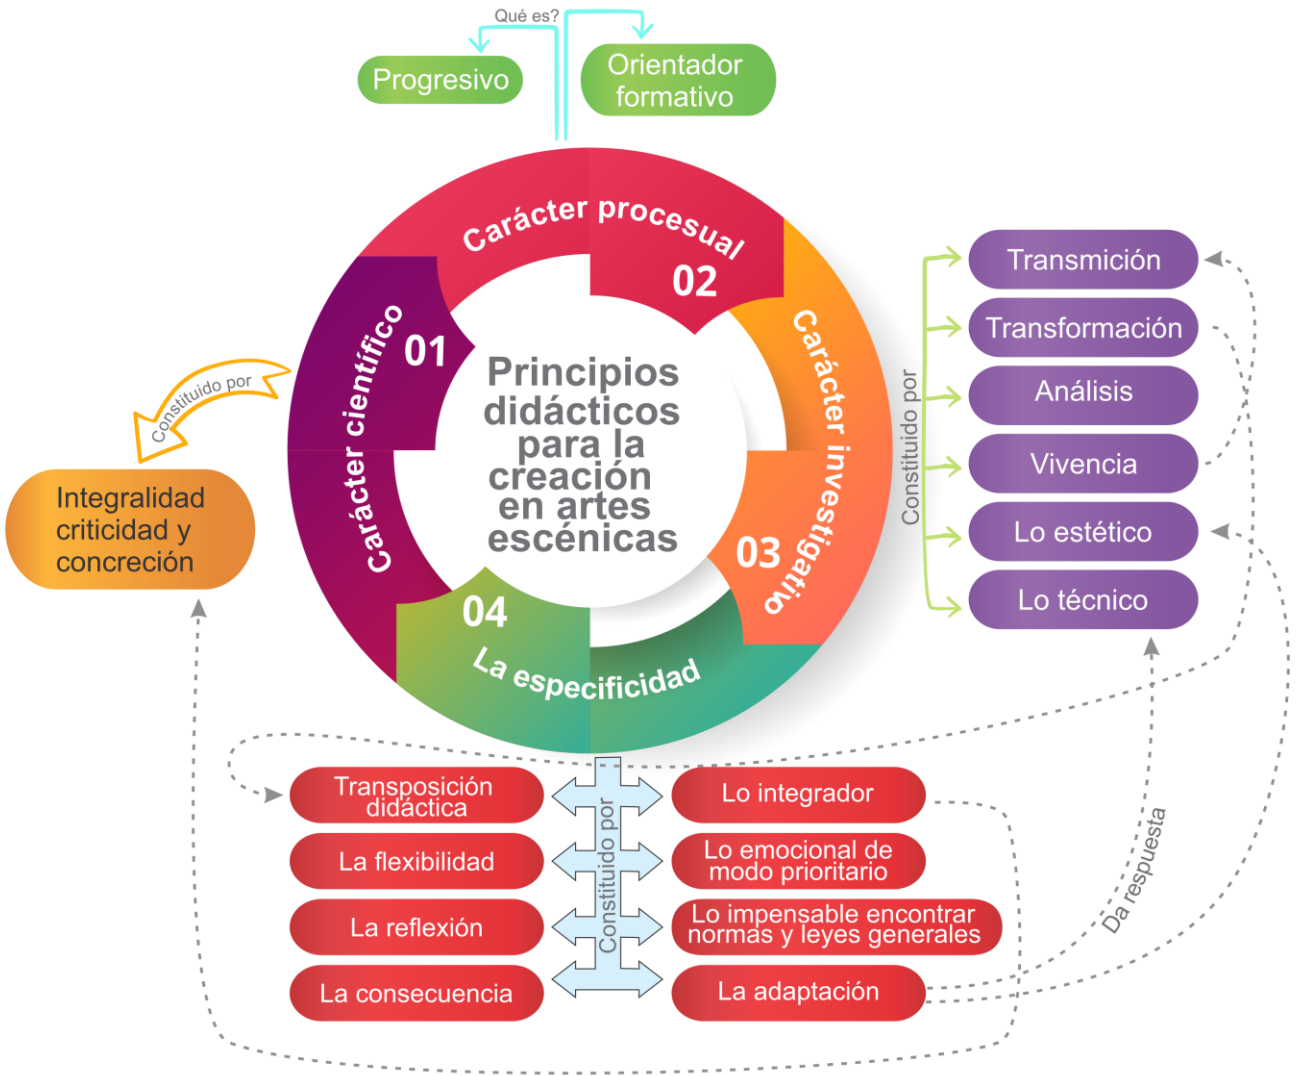 Qué es?
Progresivo
Orientador
formativo
Carácter procesual
02
01
Carácter científico
Carácter investigativo
03
04
La especificidad
Principios
didácticos
para la
creación
en artes
escénicas
Constituido por
Integralidad
criticidad y
concreción
Constituido por
Transmición
Transformación
Análisis
Vivencia
Lo estético
Lo técnico
Constituido por
Transposición
didáctica
La flexibilidad
La reflexión
La consecuencia
Lo integrador
Lo emocional de
modo prioritario
Lo impensable encontrar
normas y leyes generales
La adaptación
Da respuesta